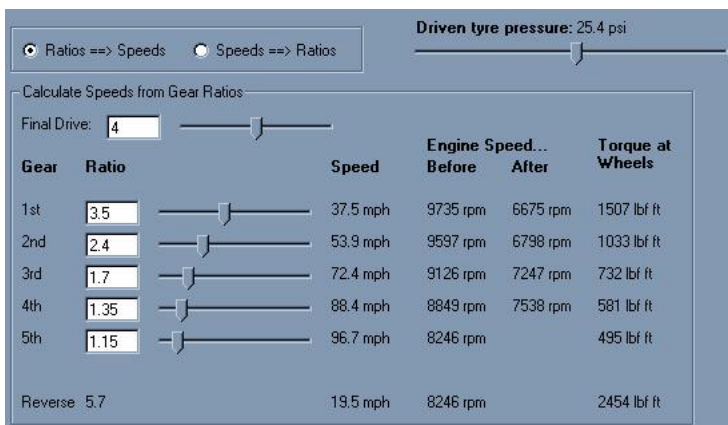 Driven tyre pressure: 25.4 psi
Ratios ==> Speeds Speeds ==> Ratios
Calculate Speeds from Gear Ratios
Final Drive: 4
Engine Speed... Torque at
Gear Ratio Speed Before After Wheels
1st 3.5 37.5 mph 9735 rpm 6675 rpm 1507 lbf ft
2nd 2.4 53.9 mph 9597 rpm 6798 rpm 1033 lbf ft
3rd 1.7 72.4 mph 9126 rpm 7247 rpm 732 lbf ft
4th 1.35 88.4 mph 8849 rpm 7538 rpm 581 lbf ft
5th 1.15 96.7 mph 8246 rpm 495 lbf ft
Reverse 5.7 19.5 mph 8246 rpm 2454 lbf ft